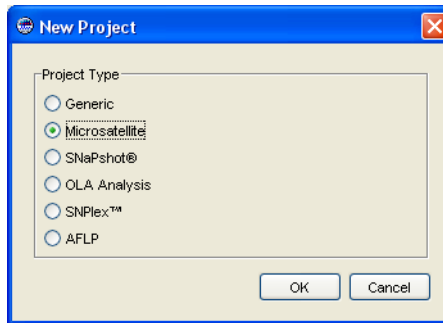 New Project
Project Type
Generic
Microsatellite
SNaPshot®
OLA Analysis
SNPlex™
AFLP
OK Cancel